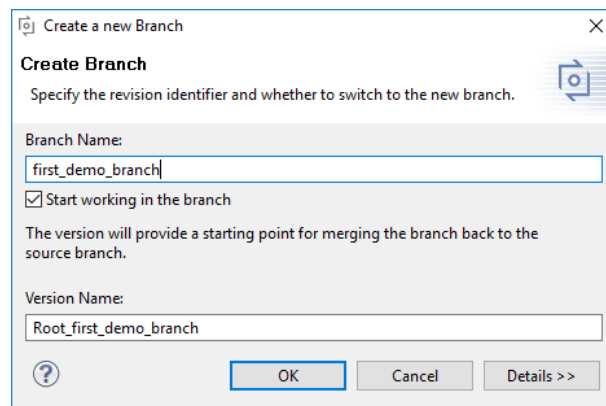 Create a new Branch
Create Branch
Specify the revision identifier and whether to switch to the new branch.
Branch Name:
first_demo_branch
Start working in the branch
The version will provide a starting point for merging the branch back to the
source branch.
Version Name:
Root_first_demo_branch
OK Cancel Details >>